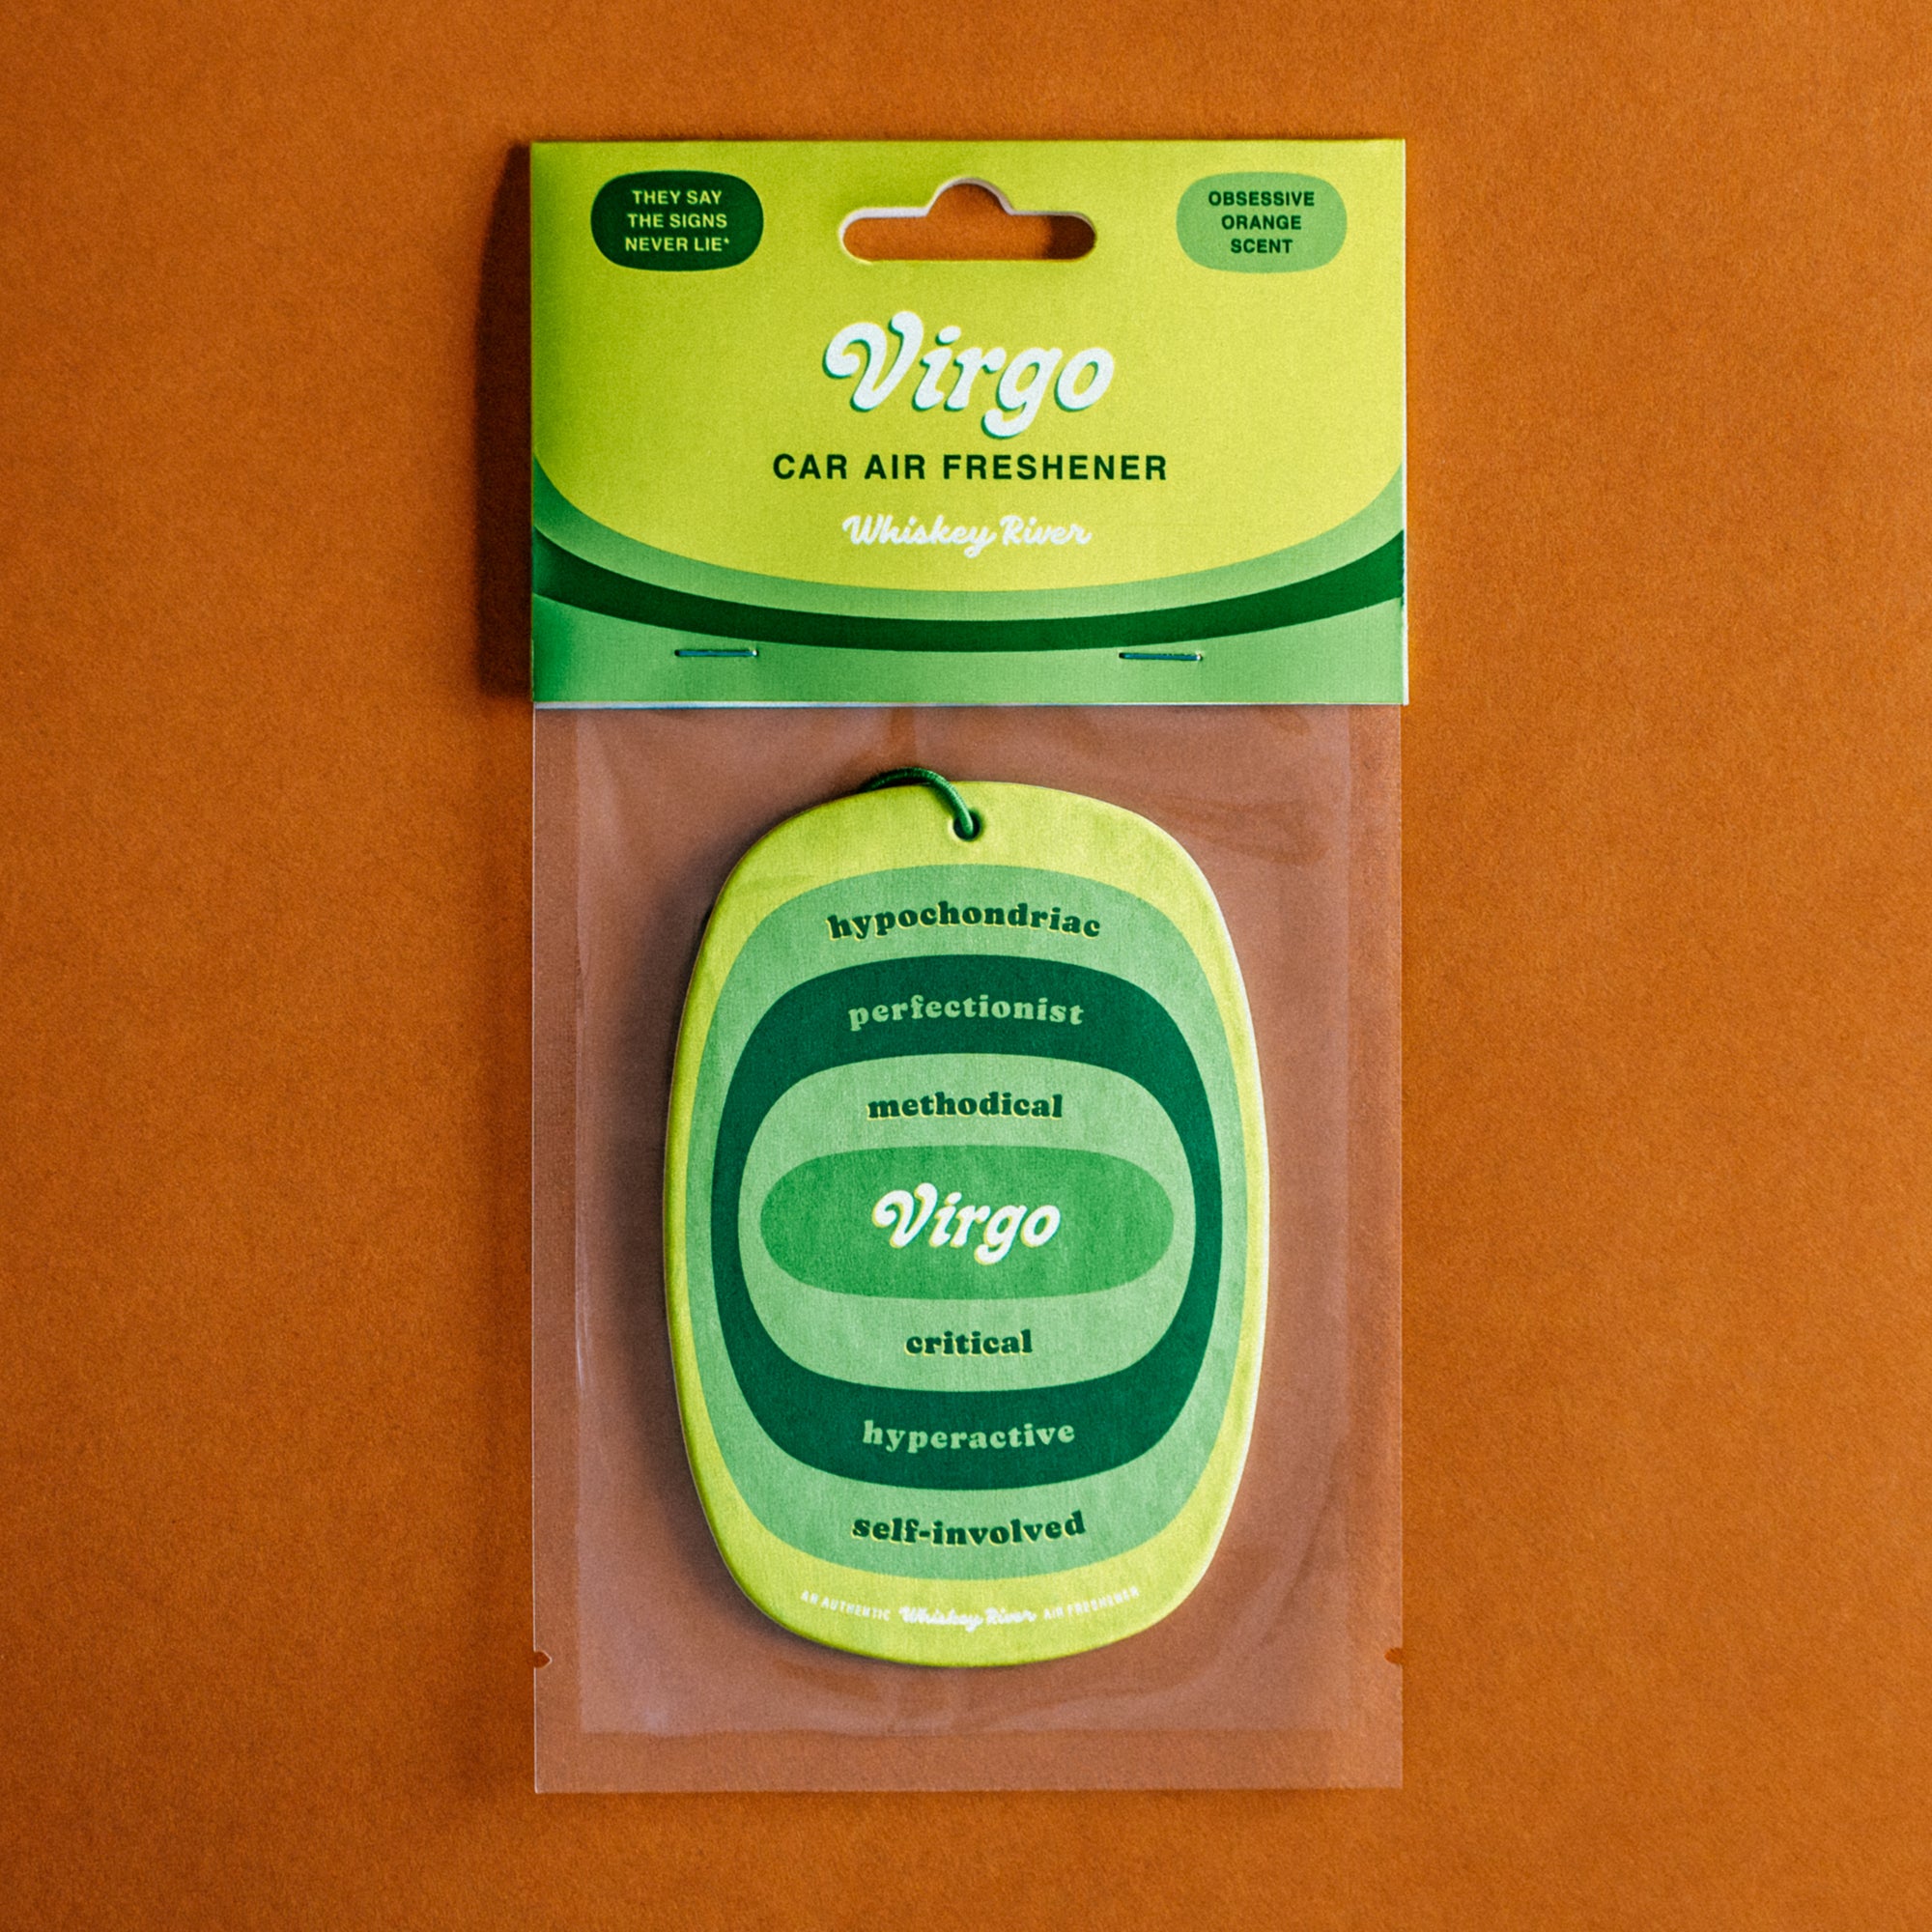 THEY SAY
THE SIGNS
NEVER LIE*
OBSESSIVE
ORANGE
SCENT
Virgo
CAR AIR FRESHENER
Whiskey River
hypochondriac
perfectionist
methodical
Virgo
critical
hyperactive
self-involved
AN AUTHENTIC Whiskey River AIR FRESHENER